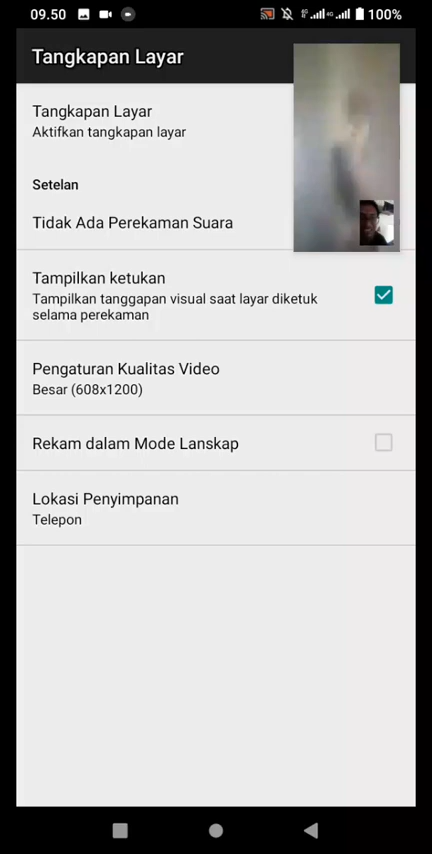 09.50
4G
100%
Tangkapan Layar
Tangkapan Layar
Aktifkan tangkapan layar
Setelan
Tidak Ada Perekaman Suara
Tampilkan ketukan
Tampilkan tanggapan visual saat layar diketuk
selama perekaman
Pengaturan Kualitas Video
Besar (608x1200)
Rekam dalam Mode Lanskap
Lokasi Penyimpanan
Telepon